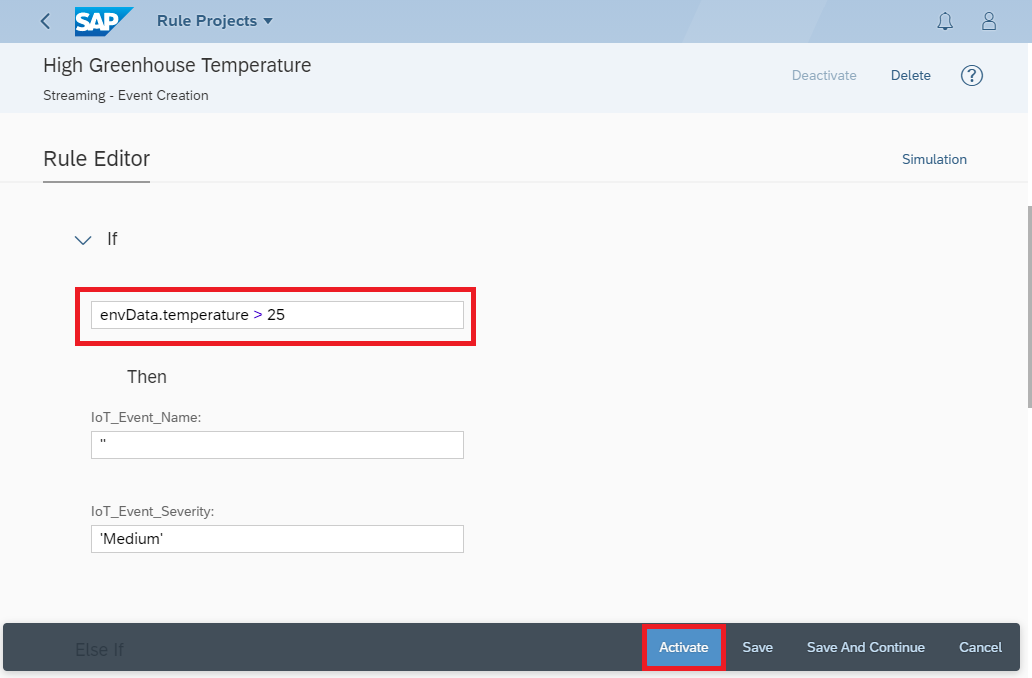 SAP Rule Projects
High Greenhouse Temperature
Streaming - Event Creation
Deactivate Delete ?
Rule Editor
Simulation
If
envData.temperature > 25
Then
IoT_Event_Name:
''
IoT_Event_Severity:
'Medium'
Else If
Activate Save Save And Continue Cancel